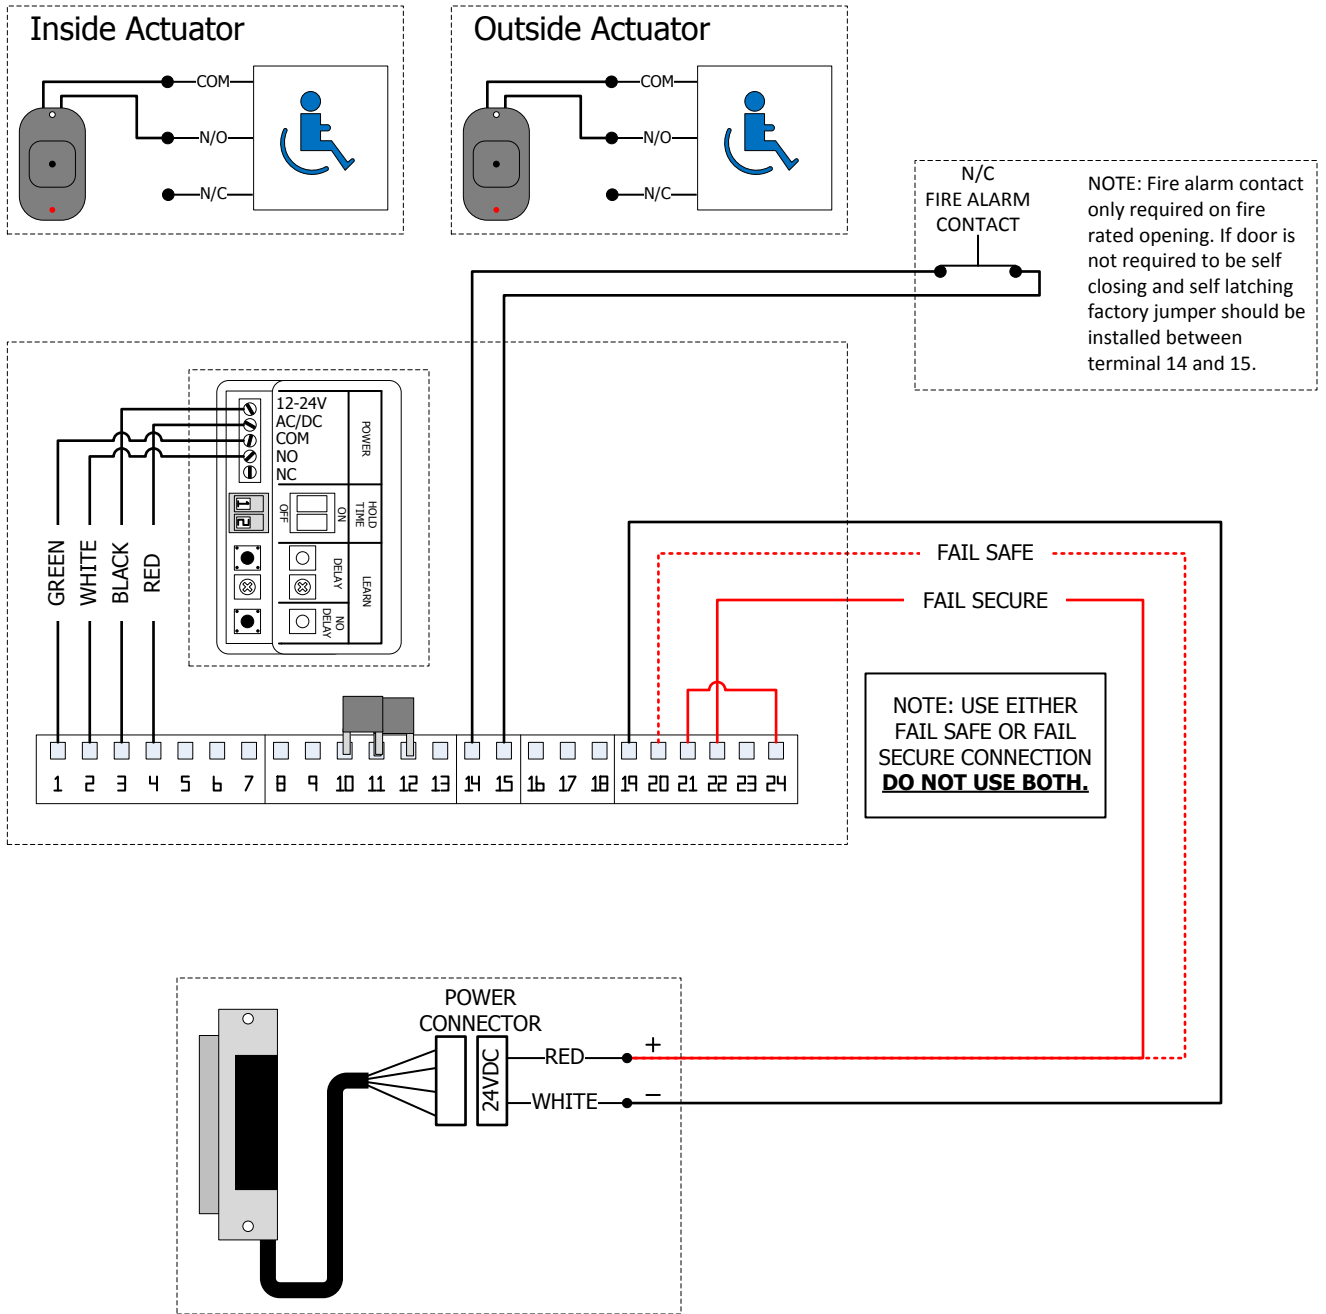 Inside Actuator
COM
N/O
N/C
Outside Actuator
COM
N/O
N/C
N/C
FIRE ALARM
CONTACT
NOTE: Fire alarm contact
only required on fire
rated opening. If door is
not required to be self
closing and self latching
factory jumper should be
installed between
terminal 14 and 15.
12-24V
AC/DC
COM
NO
NC
POWER
1
2
OFF
ON
HOLD
TIME
DELAY
LEARN
NO
DELAY
GREEN
WHITE
BLACK
RED
FAIL SAFE
FAIL SECURE
NOTE: USE EITHER
FAIL SAFE OR FAIL
SECURE CONNECTION
DO NOT USE BOTH.
1 2 3 4 5 6 7 8 9 10 11 12 13 14 15 16 17 18 19 20 21 22 23 24
POWER
CONNECTOR
24VDC
RED
+
WHITE
−